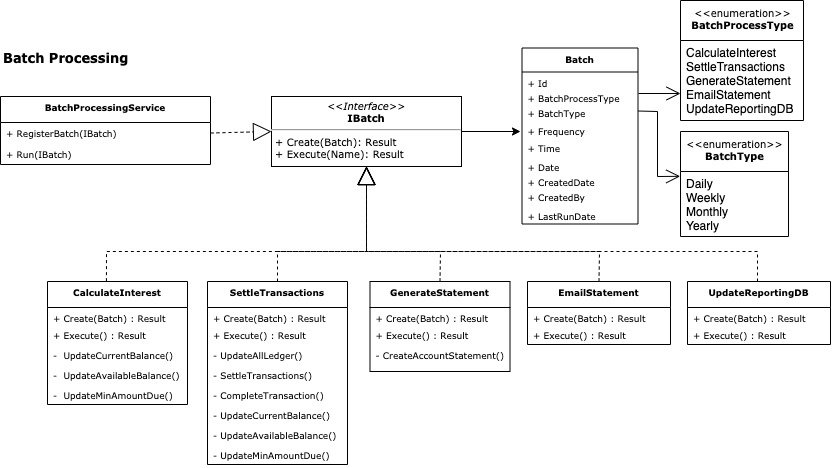 Batch Processing
BatchProcessingService
+ RegisterBatch(IBatch)
+ Run(IBatch)
<<Interface>>
IBatch
+ Create(Batch): Result
+ Execute(Name): Result
Batch
+ Id
+ BatchProcessType
+ BatchType
+ Frequency
+ Time
+ Date
+ CreatedDate
+ CreatedBy
+ LastRunDate
<<enumeration>>
BatchProcessType
CalculateInterest
SettleTransactions
GenerateStatement
EmailStatement
UpdateReportingDB
<<enumeration>>
BatchType
Daily
Weekly
Monthly
Yearly
CalculateInterest
+ Create(Batch) : Result
+ Execute() : Result
- UpdateCurrentBalance()
- UpdateAvailableBalance()
- UpdateMinAmountDue()
SettleTransactions
+ Create(Batch) : Result
+ Execute() : Result
- UpdateAllLedger()
- SettleTransactions()
- CompleteTransaction()
- UpdateCurrentBalance()
- UpdateAvailableBalance()
- UpdateMinAmountDue()
GenerateStatement
+ Create(Batch) : Result
+ Execute() : Result
- CreateAccountStatement()
EmailStatement
+ Create(Batch) : Result
+ Execute() : Result
UpdateReportingDB
+ Create(Batch) : Result
+ Execute() : Result